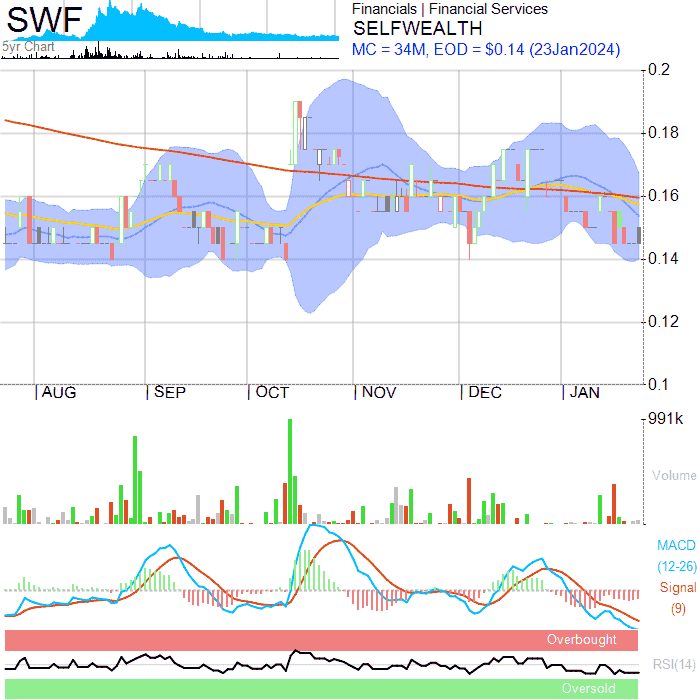 SWF
5yr Chart
Financials | Financial Services
SELFWEALTH
MC = 34M, EOD = $0.14 (23Jan2024)
0.2
0.18
0.16
0.14
0.12
0.1
AUG SEP OCT NOV DEC JAN
991k
Volume
MACD
(12-26)
Signal
(9)
Overbought
RSI(14)
Oversold